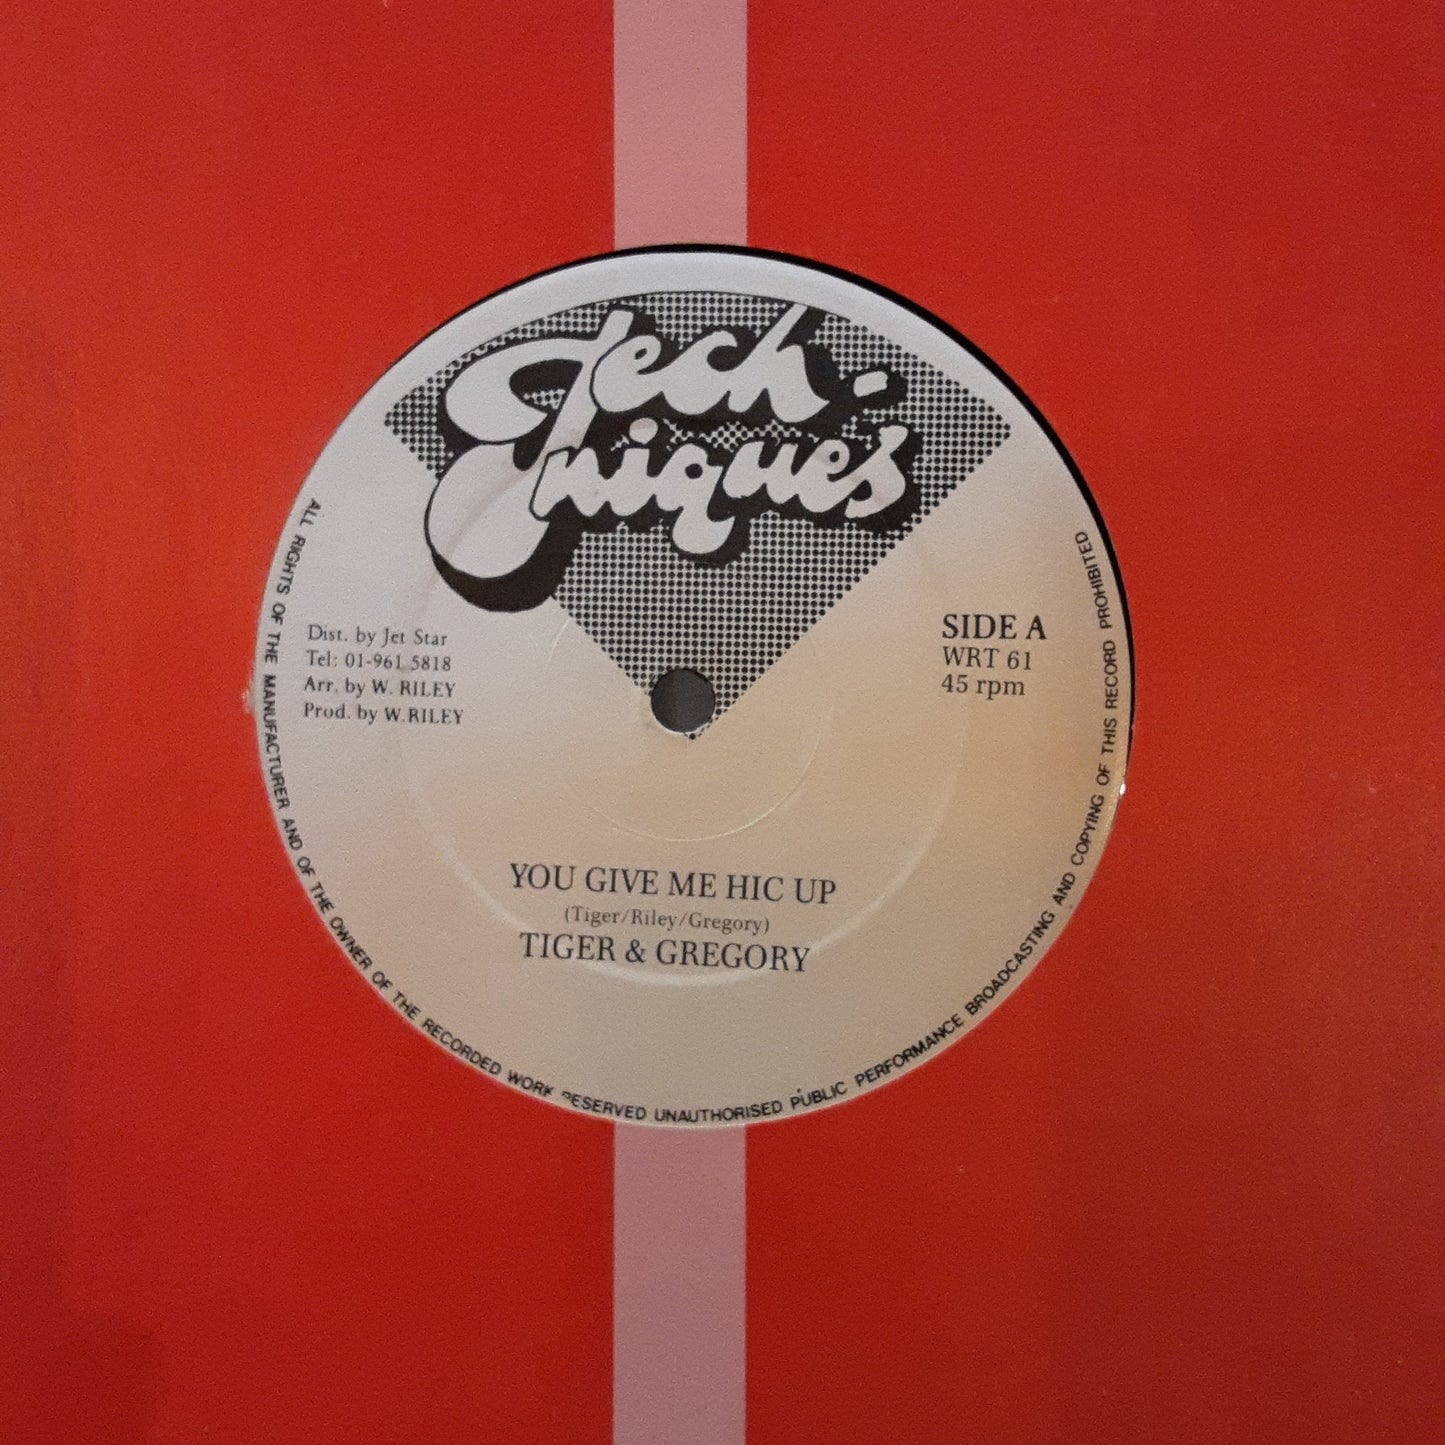 Tech-
niques
Dist. by Jet Star
Tel: 01-961 5818
Arr. by W. RILEY
Prod. by W.RILEY
SIDE A
WRT 61
45 rpm
YOU GIVE ME HIC UP
(Tiger/Riley/Gregory)
TIGER & GREGORY
ALL RIGHTS OF THE MANUFACTURER AND OF THE OWNER OF THE RECORDED WORK RESERVED UNAUTHORISED PUBLIC PERFORMANCE BROADCASTING AND COPYING OF THIS RECORD PROHIBITED